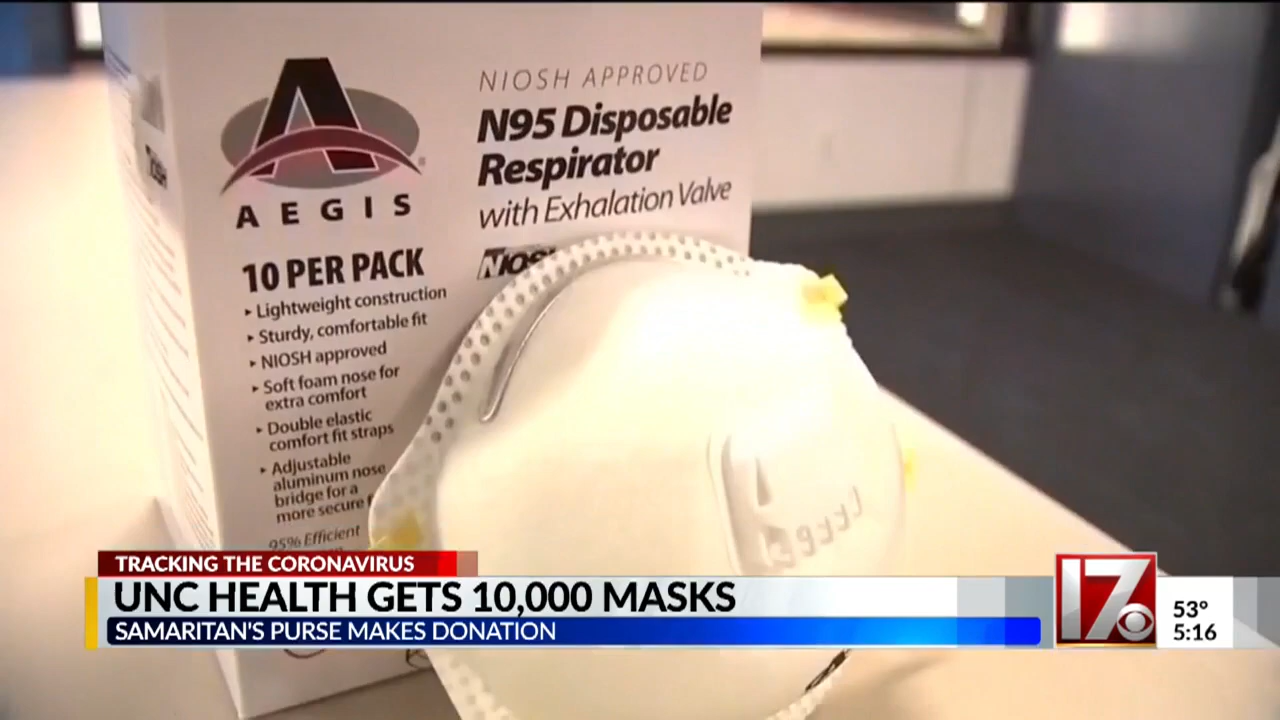 A
AEGIS
NIOSH APPROVED
N95 Disposable
Respirator
with Exhalation Valve
10 PER PACK
▸ Lightweight construction
▸ Sturdy, comfortable fit
▸ NIOSH approved
▸ Soft foam nose for
extra comfort
▸ Double elastic
comfort fit straps
▸ Adjustable
aluminum nose
bridge for a
more secure
95% Efficient
TRACKING THE CORONAVIRUS
UNC HEALTH GETS 10,000 MASKS
SAMARITAN'S PURSE MAKES DONATION
17
53°
5:16